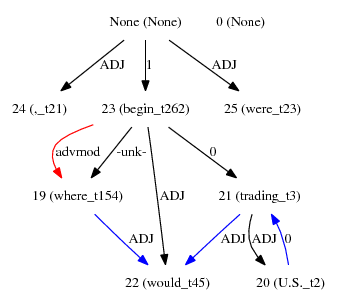 None (None) 0 (None)
ADJ 1 ADJ
24 (,_t21) 23 (begin_t262) 25 (were_t23)
advmod -unk- 0
ADJ
19 (where_t154) 21 (trading_t3)
ADJ ADJ ADJ 0
22 (would_t45) 20 (U.S._t2)